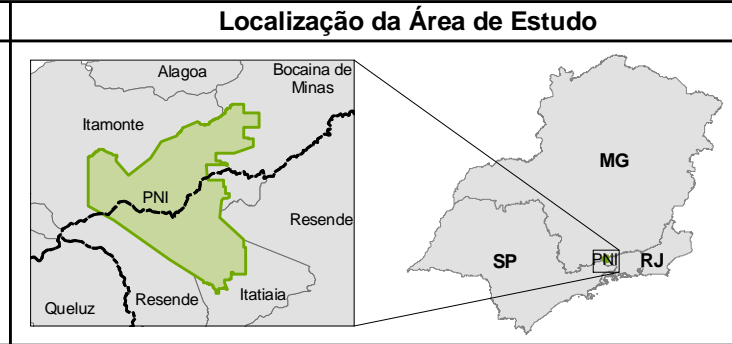 Localização da Área de Estudo
Alagoa
Bocaina de
Minas
Itamonte
PNI
Resende
Queluz
Resende
Itatiaia
MG
SP
PNI
RJ